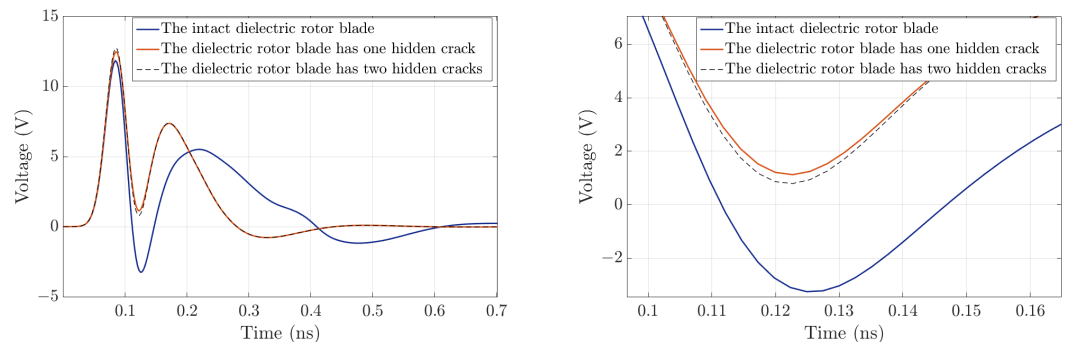 15
10
5
0
−5
Voltage (V)
The intact dielectric rotor blade
The dielectric rotor blade has one hidden crack
The dielectric rotor blade has two hidden cracks
0.1 0.2 0.3 0.4 0.5 0.6 0.7
Time (ns)
6
4
2
0
−2
Voltage (V)
The intact dielectric rotor blade
The dielectric rotor blade has one hidden crack
The dielectric rotor blade has two hidden cracks
0.1 0.11 0.12 0.13 0.14 0.15 0.16
Time (ns)